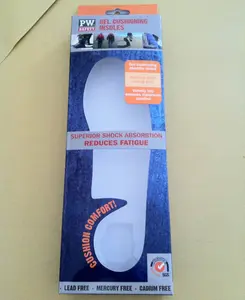 PW
SAFETY
GEL CUSHIONING
INSOLES
SUPERIOR SHOCK ABSORPTION
REDUCES FATIGUE
CUSHION COMFORT!
LEAD FREE - MERCURY FREE - CADIUM FREE